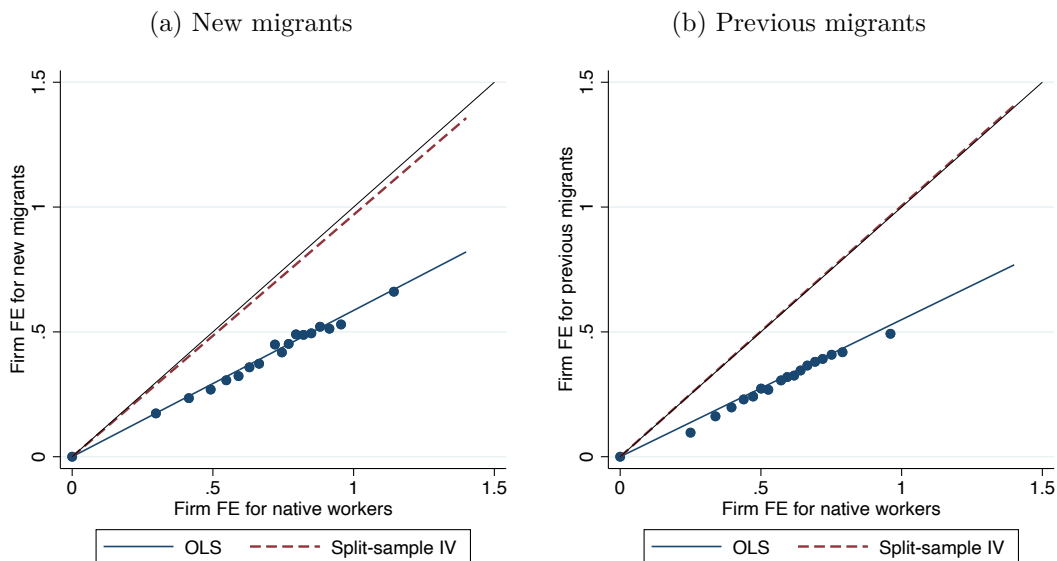 (a) New migrants
Firm FE for new migrants
1.5
1
.5
0
0
.5
1
1.5
Firm FE for native workers
OLS
Split-sample IV
(b) Previous migrants
Firm FE for previous migrants
1.5
1
.5
0
0
.5
1
1.5
Firm FE for native workers
OLS
Split-sample IV